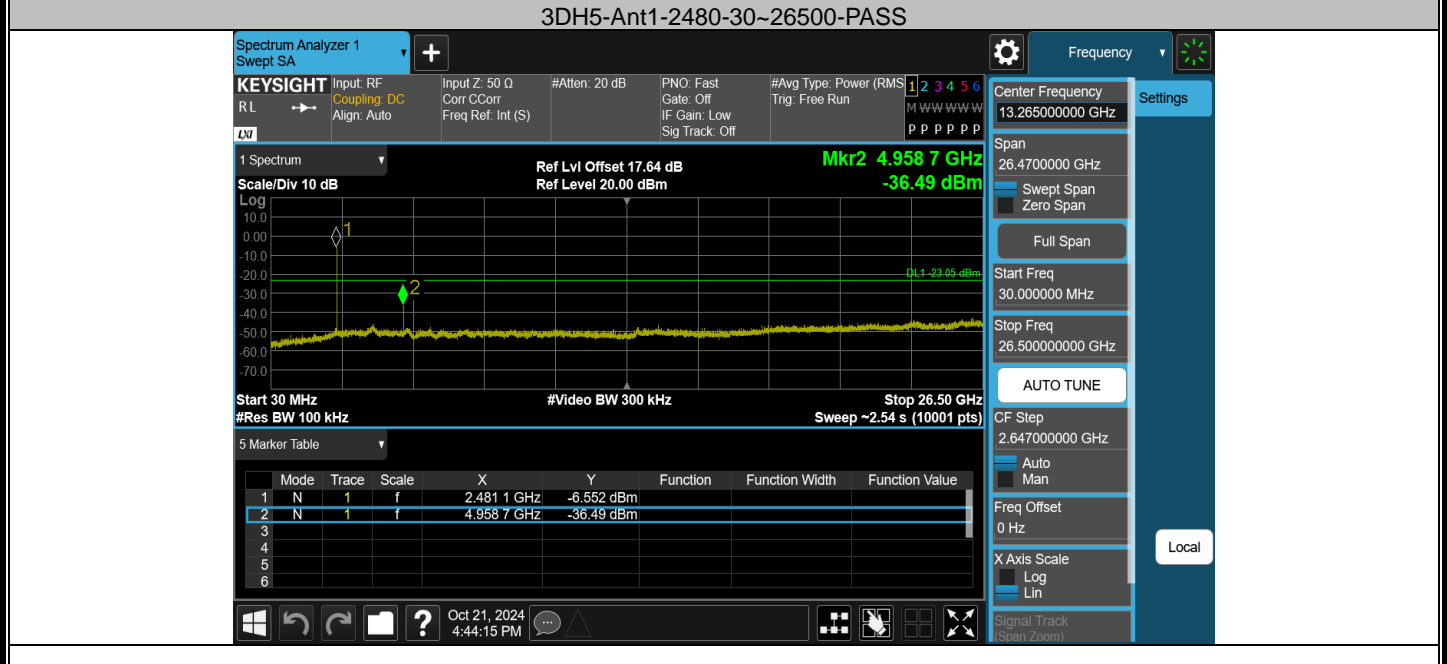 3DH5-Ant1-2480-30~26500-PASS
Spectrum Analyzer 1
Swept SA
Frequency
KEYSIGHT
RL
LXI
Input: RF
Coupling: DC
Align: Auto
Input Z: 50 Ω
Corr CCorr
Freq Ref: Int (S)
#Atten: 20 dB
PNO: Fast
Gate: Off
IF Gain: Low
Sig Track: Off
#Avg Type: Power (RMS
Trig: Free Run
1 2 3 4 5 6
M W W W W W
P P P P P P
1 Spectrum
Scale/Div 10 dB
Ref Lvl Offset 17.64 dB
Ref Level 20.00 dBm
Mkr2 4.958 7 GHz
-36.49 dBm
Log
10.0
0.00
-10.0
-20.0
-30.0
-40.0
-50.0
-60.0
-70.0
1
2
DL1 -23.05 dBm
Start 30 MHz
#Video BW 300 kHz
Stop 26.50 GHz
#Res BW 100 kHz
Sweep ~2.54 s (10001 pts)
5 Marker Table
Mode Trace Scale X Y Function Function Width Function Value
1 N 1 f 2.481 1 GHz -6.552 dBm
2 N 1 f 4.958 7 GHz -36.49 dBm
3
4
5
6
Oct 21, 2024
4:44:15 PM
Center Frequency
13.265000000 GHz
Span
26.4700000 GHz
Swept Span
Zero Span
Full Span
Start Freq
30.000000 MHz
Stop Freq
26.500000000 GHz
AUTO TUNE
CF Step
2.647000000 GHz
Auto
Man
Freq Offset
0 Hz
X Axis Scale
Log
Lin
Signal Track
(Span Zoom)
Settings
Local